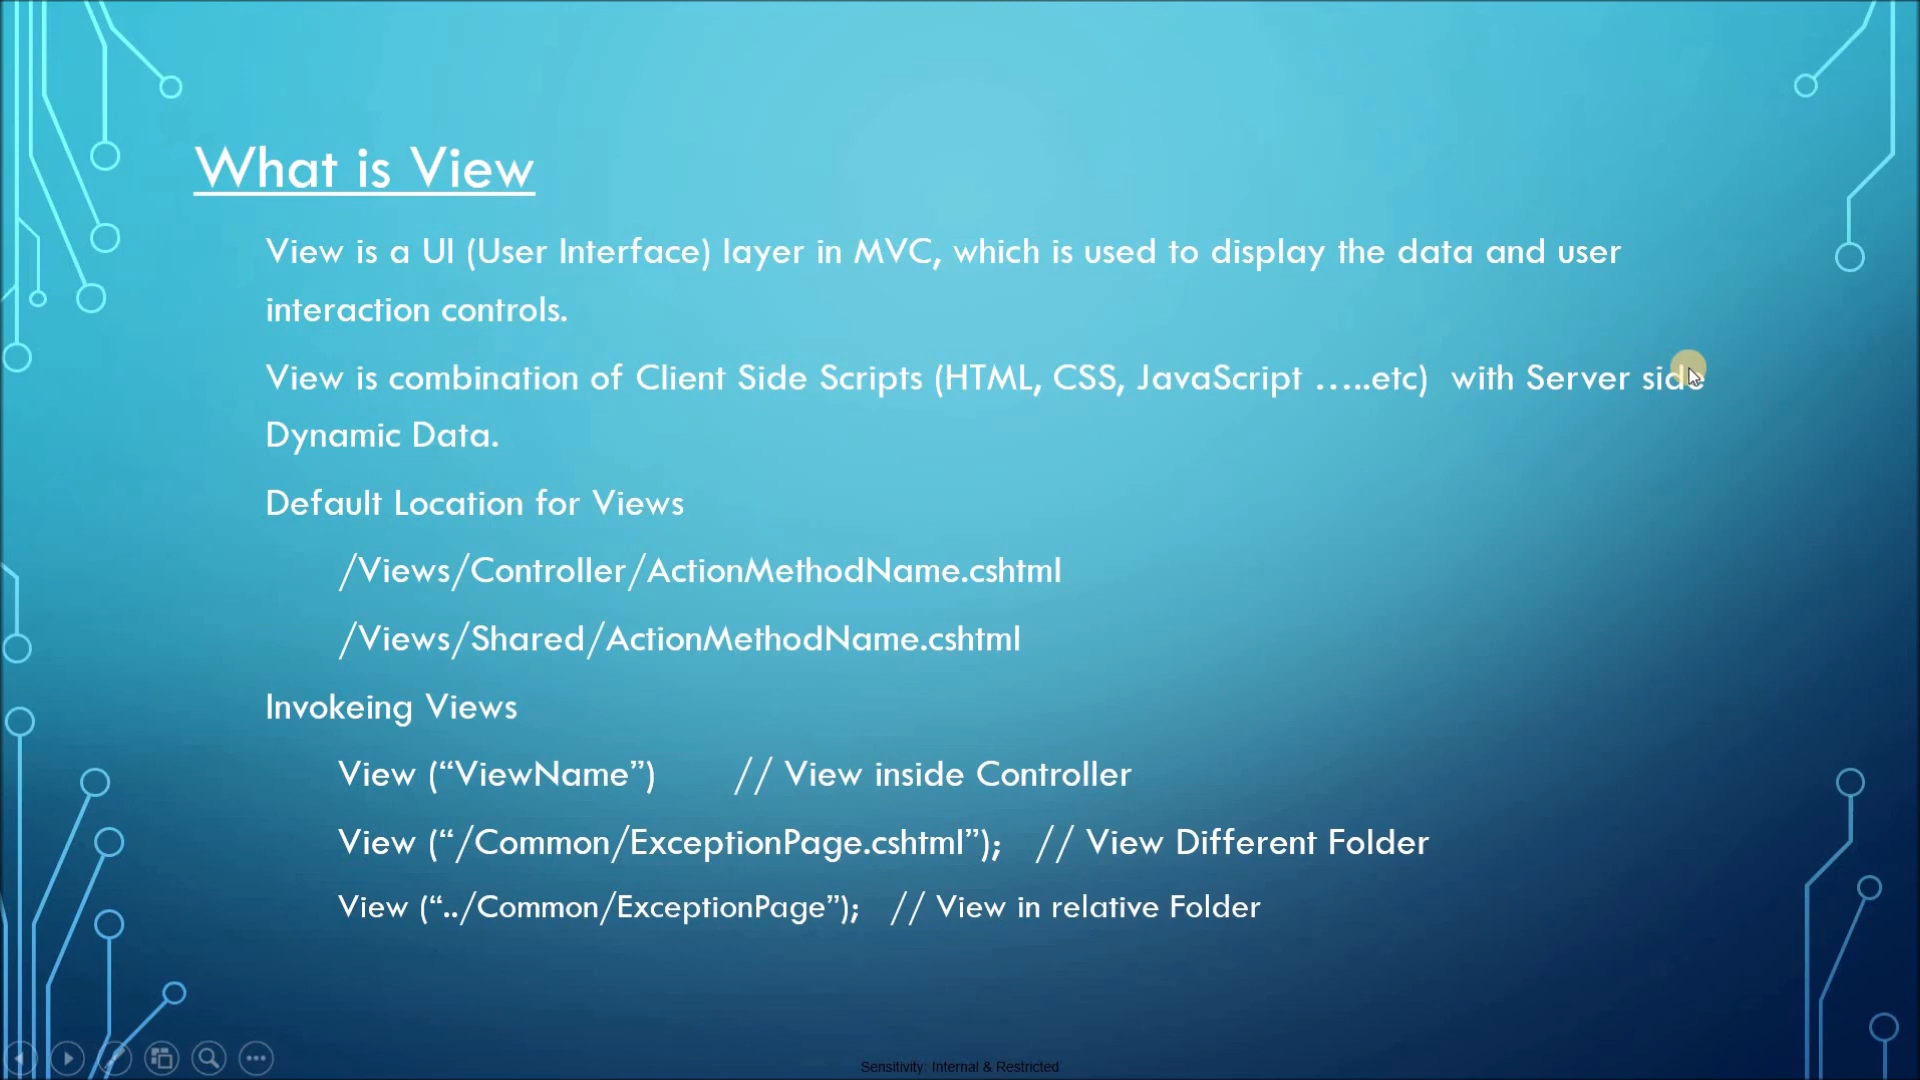 What is View
View is a UI (User Interface) layer in MVC, which is used to display the data and user
interaction controls.
View is combination of Client Side Scripts (HTML, CSS, JavaScript …..etc)  with Server side
Dynamic Data.
Default Location for Views
/Views/Controller/ActionMethodName.cshtml
/Views/Shared/ActionMethodName.cshtml
Invokeing Views
View (“ViewName”)        // View inside Controller
View (“/Common/ExceptionPage.cshtml”);   // View Different Folder
View (“../Common/ExceptionPage”);   // View in relative Folder
Sensitivity: Internal & Restricted